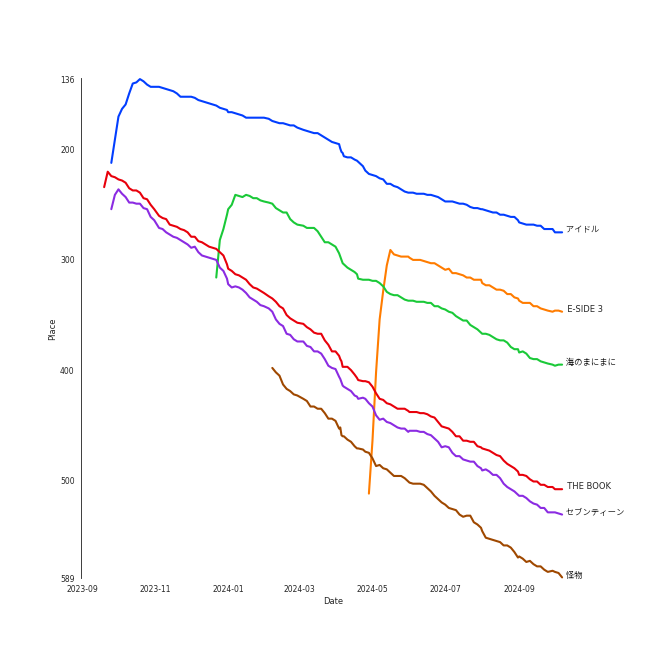 136
200
300
400
500
589
Place
2023-09
2023-11
2024-01
2024-03
2024-05
2024-07
2024-09
Date
アイドル
E-SIDE 3
海のまにまに
THE BOOK
セブンティーン
怪物